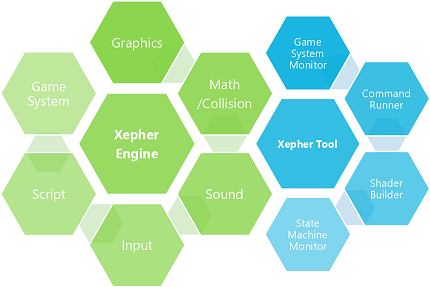 Graphics
Game
System
Math
/Collision
Xepher
Engine
Script
Sound
Input
Game
System
Monitor
Command
Runner
Xepher Tool
Shader
Builder
State
Machine
Monitor